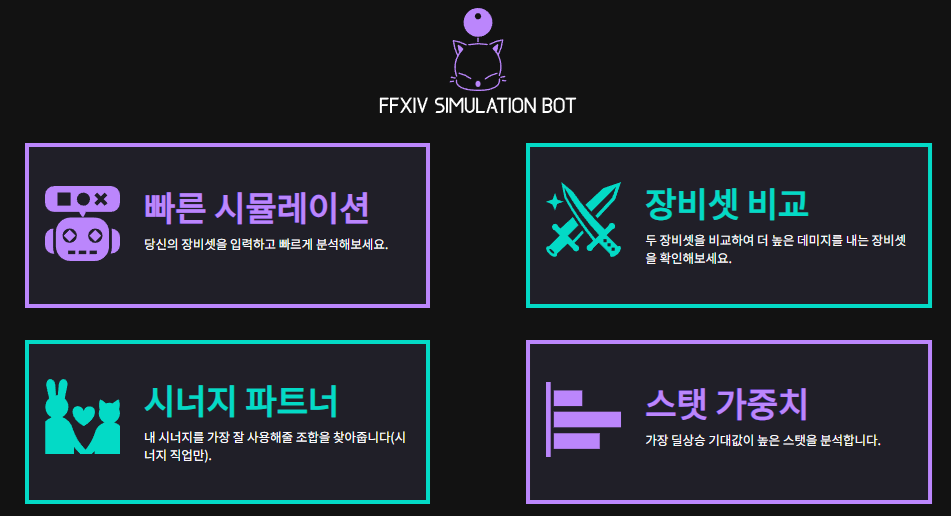 FFXIV SIMULATION BOT
빠른 시뮬레이션
당신의 장비셋을 입력하고 빠르게 분석해보세요.
장비셋 비교
두 장비셋을 비교하여 더 높은 데미지를 내는 장비셋
을 확인해보세요.
시너지 파트너
내 시너지를 가장 잘 사용해줄 조합을 찾아줍니다(시
너지 직업만).
스탯 가중치
가장 딜상승 기대값이 높은 스탯을 분석합니다.